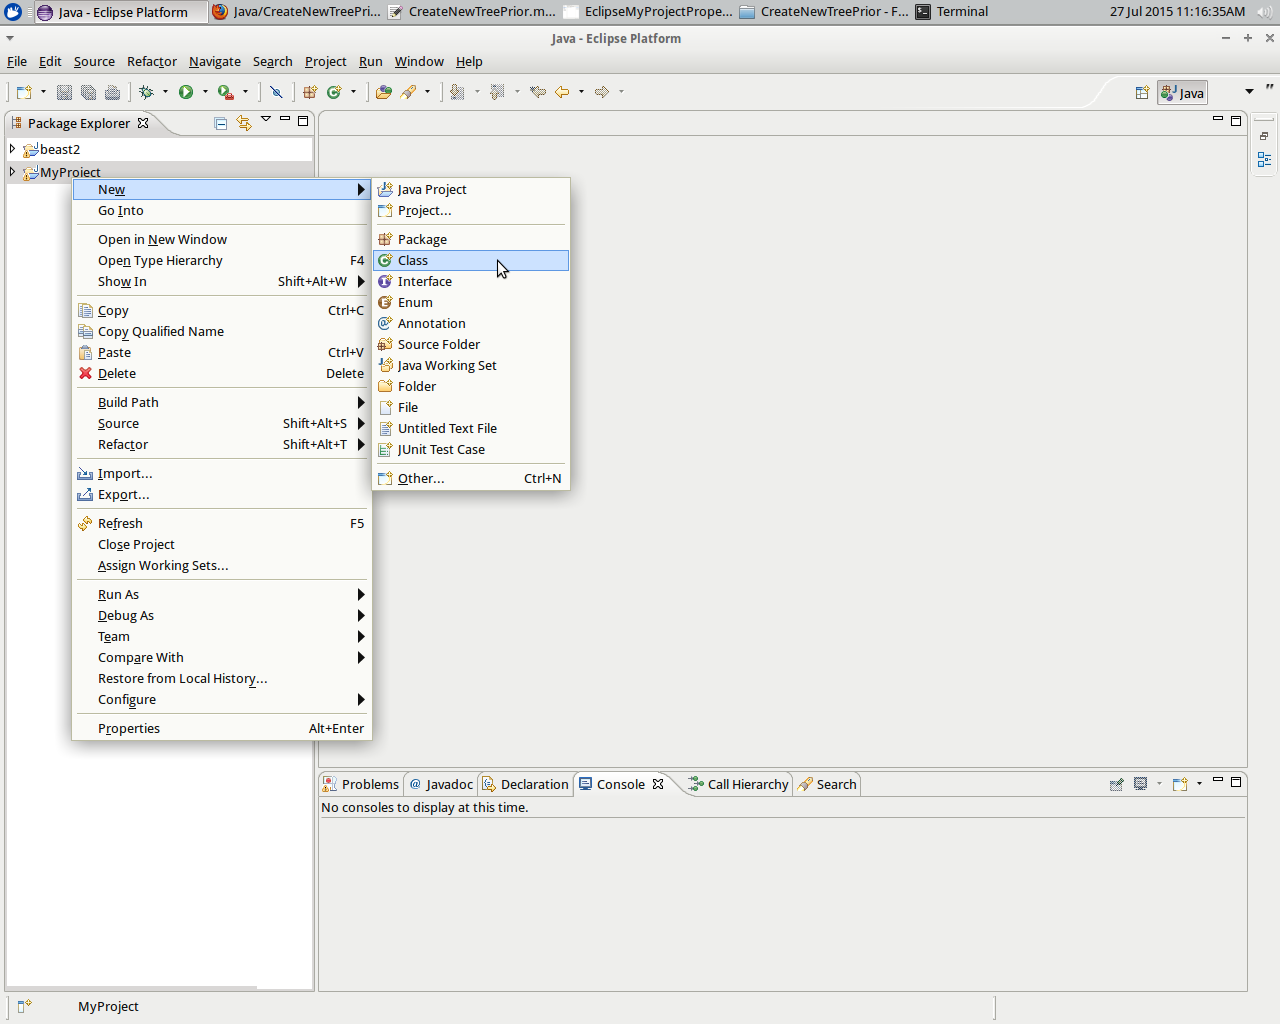 Java - Eclipse Platform
Java/CreateNewTreePri...
CreateNewTreePrior.m...
EclipseMyProjectPrope...
CreateNewTreePrior - F...
Terminal
27 Jul 2015 11:16:35AM
Java - Eclipse Platform
File Edit Source Refactor Navigate Search Project Run Window Help
Java
Package Explorer
beast2
MyProject
New
Go Into
Open in New Window
Open Type Hierarchy F4
Show In Shift+Alt+W
Copy Ctrl+C
Copy Qualified Name
Paste Ctrl+V
Delete Delete
Build Path
Source Shift+Alt+S
Refactor Shift+Alt+T
Import...
Export...
Refresh F5
Close Project
Assign Working Sets...
Run As
Debug As
Team
Compare With
Restore from Local History...
Configure
Properties Alt+Enter
Java Project
Project...
Package
Class
Interface
Enum
Annotation
Source Folder
Java Working Set
Folder
File
Untitled Text File
JUnit Test Case
Other... Ctrl+N
Problems
@ Javadoc
Declaration
Console
Call Hierarchy
Search
No consoles to display at this time.
MyProject